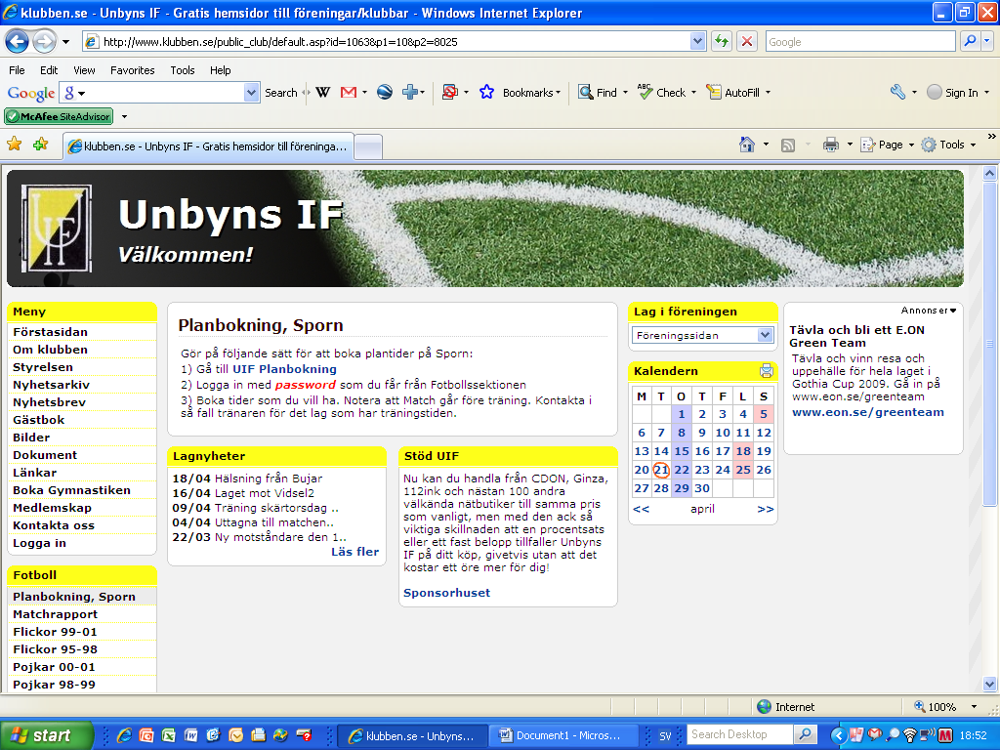 klubben.se - Unbyns IF - Gratis hemsidor till föreningar/klubbar - Windows Internet Explorer
http://www.klubben.se/public_club/default.asp?id=1063&p1=10&p2=8025
Google
File Edit View Favorites Tools Help
Google g Search W M Bookmarks Find Check AutoFill Sign In
McAfee SiteAdvisor
klubben.se - Unbyns IF - Gratis hemsidor till föreninga... Page Tools »
UIF
Unbyns IF
Välkommen!
Meny
Förstasidan
Om klubben
Styrelsen
Nyhetsarkiv
Nyhetsbrev
Gästbok
Bilder
Dokument
Länkar
Boka Gymnastiken
Medlemskap
Kontakta oss
Logga in
Fotboll
Planbokning, Sporn
Matchrapport
Flickor 99-01
Flickor 95-98
Pojkar 00-01
Pojkar 98-99
Planbokning, Sporn
Gör på följande sätt för att boka plantider på Sporn:
1) Gå till UIF Planbokning
2) Logga in med password som du får från Fotbollssektionen
3) Boka tider som du vill ha. Notera att Match går före träning. Kontakta i
så fall tränaren för det lag som har träningstiden.
Lagnyheter
18/04 Hälsning från Bujar
16/04 Laget mot Vidsel2
09/04 Träning skärtorsdag ..
04/04 Uttagna till matchen..
22/03 Ny motståndare den 1..
Läs fler
Stöd UIF
Nu kan du handla från CDON, Ginza,
112ink och nästan 100 andra
välkända nätbutiker till samma pris
som vanligt, men med den ack så
viktiga skillnaden att en procentsats
eller ett fast belopp tillfaller Unbyns
IF på ditt köp, givetvis utan att det
kostar ett öre mer för dig!
Sponsorhuset
Lag i föreningen
Föreningssidan
Kalendern
M T O T F L S
1 2 3 4 5
6 7 8 9 10 11 12
13 14 15 16 17 18 19
20 21 22 23 24 25 26
27 28 29 30
<< april >>
Annonser
Tävla och bli ett E.ON
Green Team
Tävla och vinn resa och
uppehälle för hela laget i
Gothia Cup 2009. Gå in på
www.eon.se/greenteam
www.eon.se/greenteam
Internet 100%
start klubben.se - Unbyns... Document1 - Micros... SV Search Desktop 18:52